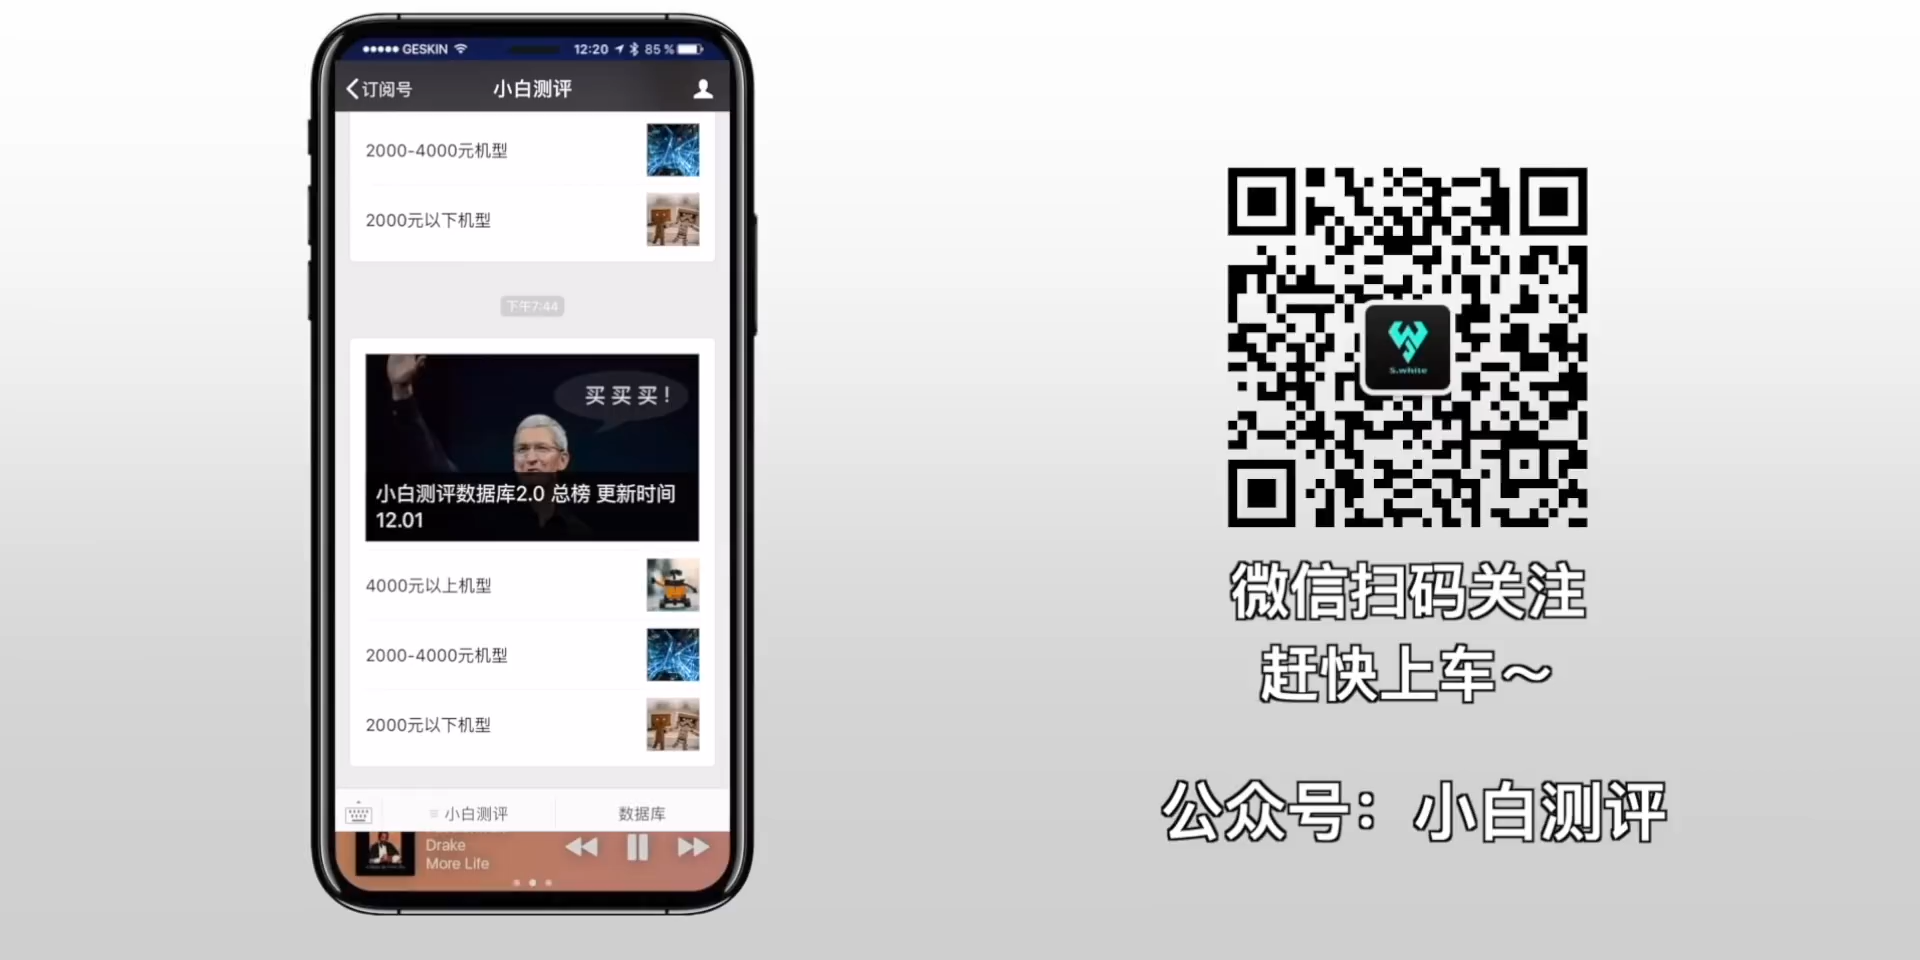 ●●●●● GESKIN 12:20 85%
订阅号 小白测评
2000-4000元机型
2000元以下机型
下午7:44
买买买！
小白测评数据库2.0 总榜 更新时间
12.01
4000元以上机型
2000-4000元机型
2000元以下机型
小白测评 数据库
Drake
More Life
S.white
微信扫码关注
赶快上车～
公众号：小白测评